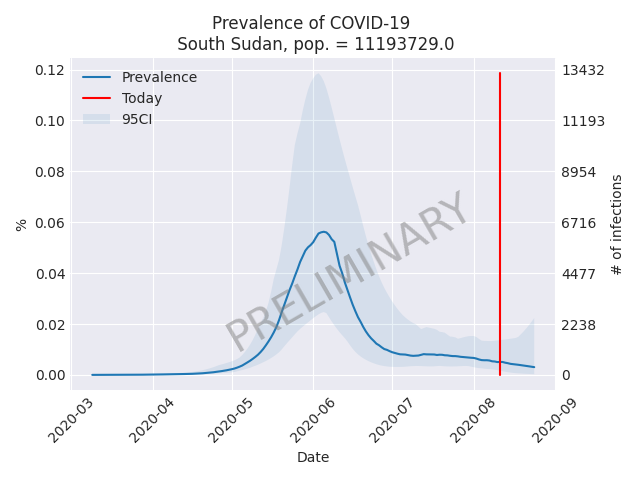 Prevalence of COVID-19
South Sudan, pop. = 11193729.0
Prevalence
Today
95CI
0.12
0.10
0.08
0.06
0.04
0.02
0.00
%
13432
11193
8954
6716
4477
2238
0
# of infections
PRELIMINARY
2020-03
2020-04
2020-05
2020-06
2020-07
2020-08
2020-09
Date